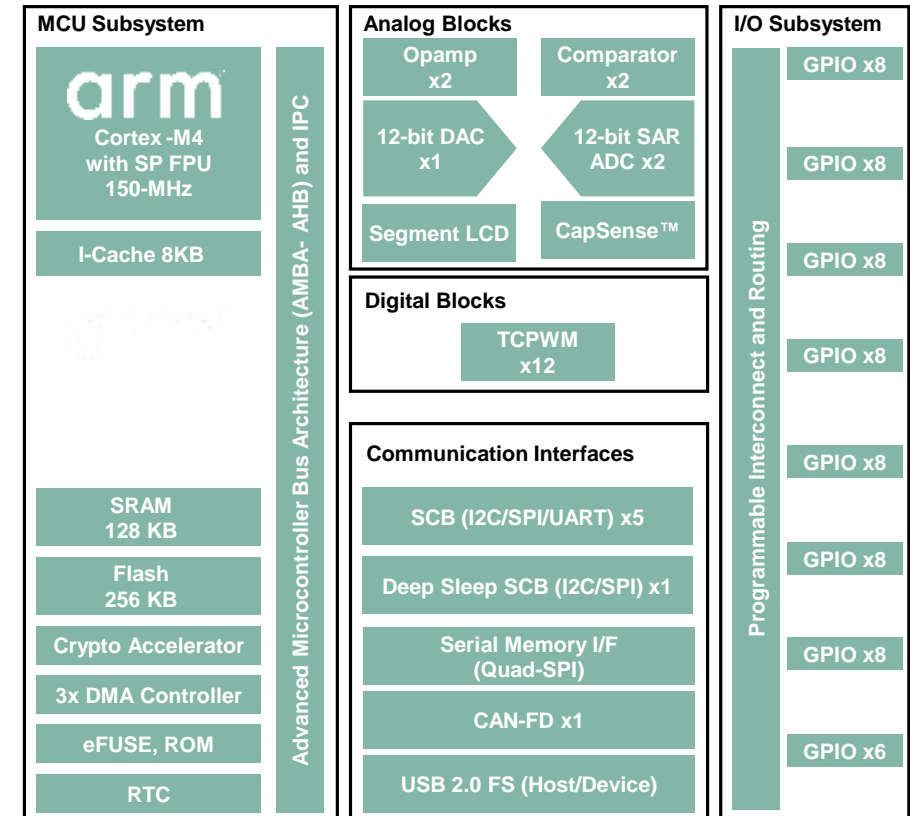 MCU Subsystem
arm
Cortex -M4
with SP FPU
150-MHz
I-Cache 8KB
SRAM
128 KB
Flash
256 KB
Crypto Accelerator
3x DMA Controller
eFUSE, ROM
RTC
Advanced Microcontroller Bus Architecture (AMBA- AHB) and IPC
Analog Blocks
Opamp
x2
Comparator
x2
12-bit DAC
x1
12-bit SAR
ADC x2
Segment LCD
CapSense™
Digital Blocks
TCPWM
x12
Communication Interfaces
SCB (I2C/SPI/UART) x5
Deep Sleep SCB (I2C/SPI) x1
Serial Memory I/F
(Quad-SPI)
CAN-FD x1
USB 2.0 FS (Host/Device)
I/O Subsystem
Programmable Interconnect and Routing
GPIO x8
GPIO x8
GPIO x8
GPIO x8
GPIO x8
GPIO x8
GPIO x8
GPIO x6